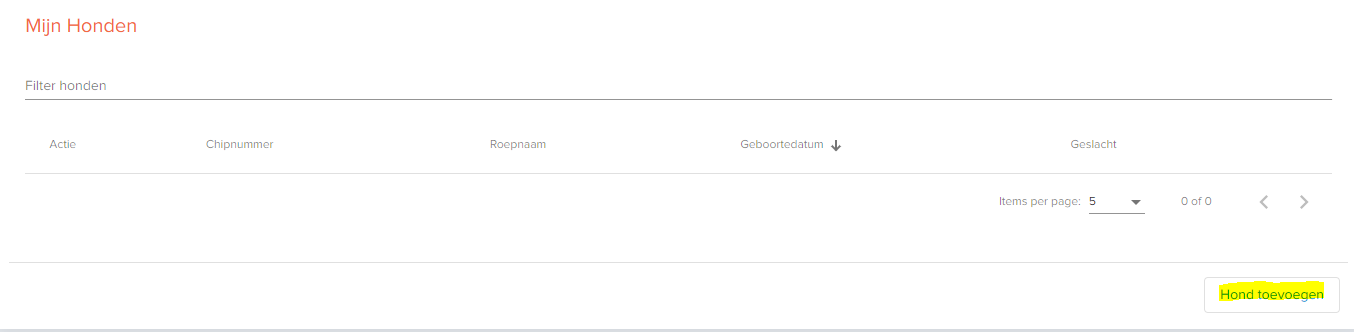 Mijn Honden
Filter honden
Actie Chipnummer Roepnaam Geboortedatum Geslacht
Items per page: 5 0 of 0
Hond toevoegen